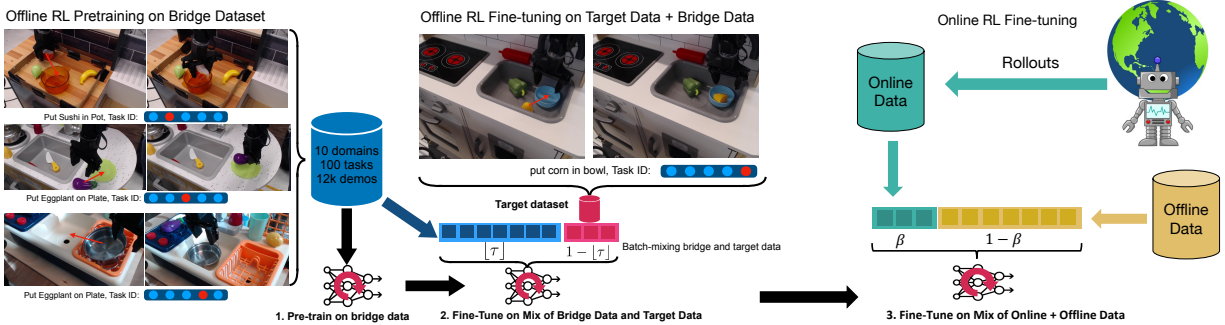 Offline RL Pretraining on Bridge Dataset
Put Sushi in Pot, Task ID:
Put Eggplant on Plate, Task ID:
Put Eggplant on Plate, Task ID:
10 domains
100 tasks
12k demos
1. Pre-train on bridge data
Offline RL Fine-tuning on Target Data + Bridge Data
put corn in bowl, Task ID:
Target dataset
Batch-mixing bridge and target data
⌊τ⌋
1 − ⌊τ⌋
2. Fine-Tune on Mix of Bridge Data and Target Data
Online RL Fine-tuning
Rollouts
Online
Data
Offline
Data
β
1 − β
3. Fine-Tune on Mix of Online + Offline Data